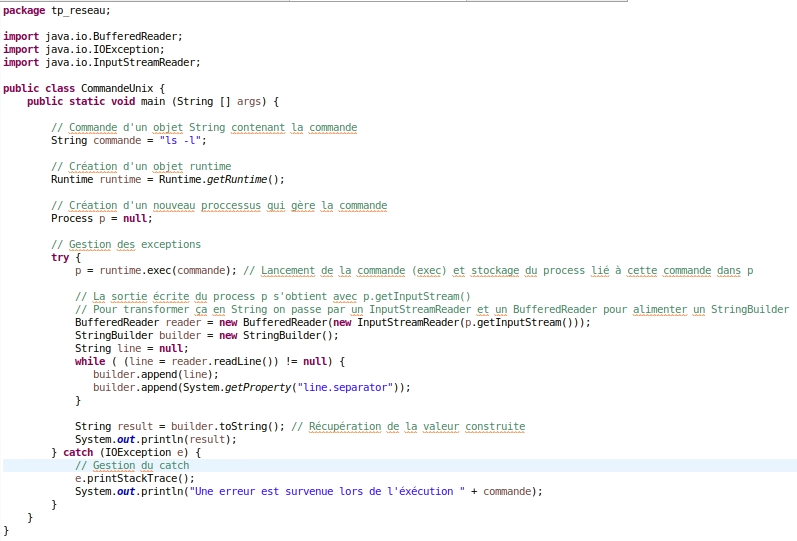 package tp_reseau;
import java.io.BufferedReader;
import java.io.IOException;
import java.io.InputStreamReader;
public class CommandeUnix {
public static void main (String [] args) {
// Commande d'un objet String contenant la commande
String commande = "ls -l";
// Création d'un objet runtime
Runtime runtime = Runtime.getRuntime();
// Création d'un nouveau proccessus qui gère la commande
Process p = null;
// Gestion des exceptions
try {
p = runtime.exec(commande); // Lancement de la commande (exec) et stockage du process lié à cette commande dans p
// La sortie écrite du process p s'obtient avec p.getInputStream()
// Pour transformer ça en String on passe par un InputStreamReader et un BufferedReader pour alimenter un StringBuilder
BufferedReader reader = new BufferedReader(new InputStreamReader(p.getInputStream()));
StringBuilder builder = new StringBuilder();
String line = null;
while ( (line = reader.readLine()) != null) {
builder.append(line);
builder.append(System.getProperty("line.separator"));
}
String result = builder.toString(); // Récupération de la valeur construite
System.out.println(result);
} catch (IOException e) {
// Gestion du catch
e.printStackTrace();
System.out.println("Une erreur est survenue lors de l'éxécution " + commande);
}
}
}